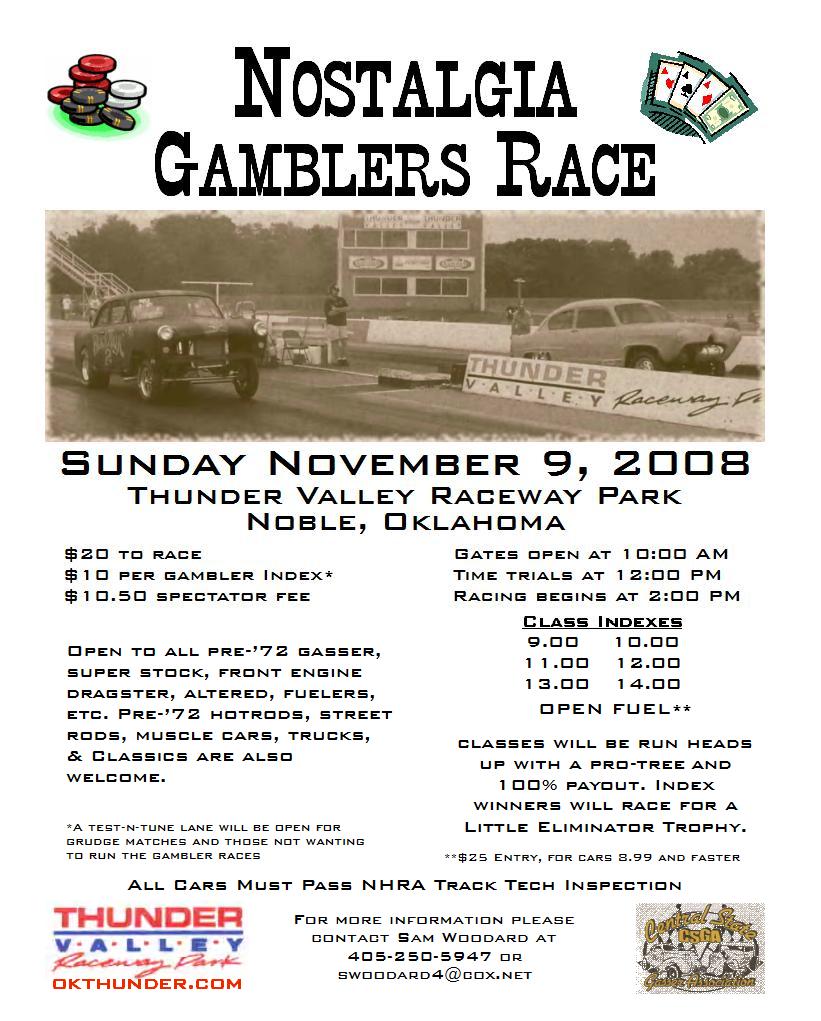 NOSTALGIA
GAMBLERS RACE
THUNDER THUNDER
VALLEY VALLEY
THUNDER
V·A·L·L·E·Y
Raceway
SUNDAY NOVEMBER 9, 2008
THUNDER VALLEY RACEWAY PARK
NOBLE, OKLAHOMA
$20 TO RACE
$10 PER GAMBLER INDEX*
$10.50 SPECTATOR FEE
OPEN TO ALL PRE-'72 GASSER,
SUPER STOCK, FRONT ENGINE
DRAGSTER, ALTERED, FUELERS,
ETC. PRE-'72 HOTRODS, STREET
RODS, MUSCLE CARS, TRUCKS,
& CLASSICS ARE ALSO
WELCOME.
*A TEST-N-TUNE LANE WILL BE OPEN FOR
GRUDGE MATCHES AND THOSE NOT WANTING
TO RUN THE GAMBLER RACES
GATES OPEN AT 10:00 AM
TIME TRIALS AT 12:00 PM
RACING BEGINS AT 2:00 PM
CLASS INDEXES
9.00 10.00
11.00 12.00
13.00 14.00
OPEN FUEL**
CLASSES WILL BE RUN HEADS
UP WITH A PRO-TREE AND
100% PAYOUT. INDEX
WINNERS WILL RACE FOR A
LITTLE ELIMINATOR TROPHY.
**$25 ENTRY, FOR CARS 8.99 AND FASTER
ALL CARS MUST PASS NHRA TRACK TECH INSPECTION
THUNDER
V·A·L·L·E·Y
Raceway Park
OKTHUNDER.COM
FOR MORE INFORMATION PLEASE
CONTACT SAM WOODARD AT
405-250-5947 OR
SWOODARD4@COX.NET
Central State
CSGA
Gasser Association